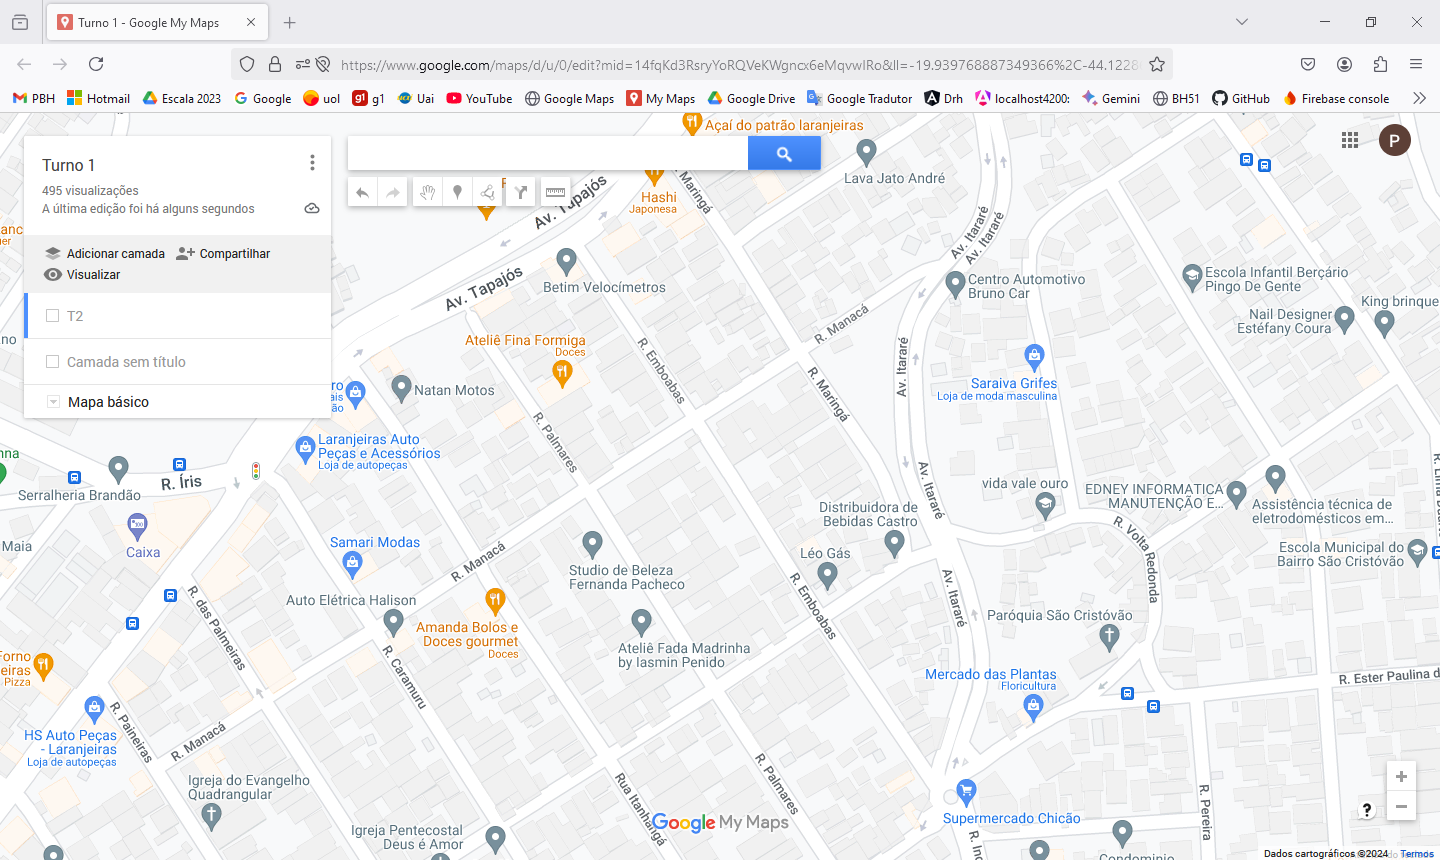 Turno 1 - Google My Maps
https://www.google.com/maps/d/u/0/edit?mid=14fqKd3RsryYoRQVeKWgncx6eMqvwIRo&ll=-19.939768887349366%2C-44.1228
PBH
Hotmail
Escala 2023
Google
uol
g1
Uai
YouTube
Google Maps
My Maps
Google Drive
Google Tradutor
Drh
localhost4200:
Gemini
BH51
GitHub
Firebase console
Turno 1
495 visualizações
A última edição foi há alguns segundos
Adicionar camada
Compartilhar
Visualizar
T2
Camada sem título
Mapa básico
P
Açaí do patrão laranjeiras
Lava Jato André
Hashi
Japonesa
R. Maringá
Av. Tapajós
Av. Itararé
Av. Itararé
Av. Tapajós
Betim Velocímetros
Centro Automotivo
Bruno Car
Escola Infantil Berçário
Pingo De Gente
King brinque
Nail Designer
Estéfany Coura
R. Manacá
Ateliê Fina Formiga
Doces
R. Emboabas
Av. Itararé
Saraiva Grifes
Loja de moda masculina
R. Maringá
Natan Motos
R. Palmares
Laranjeiras Auto
Peças e Acessórios
Loja de autopeças
R. Íris
Serralheria Brandão
Caixa
Maia
Av. Itararé
vida vale ouro
EDNEY INFORMATICA
MANUTENÇÃO E...
Assistência técnica de
eletrodomésticos em...
Distribuidora de
Bebidas Castro
R. Volta Redonda
Escola Municipal do
Bairro São Cristóvão
Samari Modas
R. Manacá
Studio de Beleza
Fernanda Pacheco
Léo Gás
R. Emboabas
Av. Itararé
Auto Elétrica Halison
R. das Palmeiras
Amanda Bolos e
Doces gourmet
Doces
Ateliê Fada Madrinha
by Iasmin Penido
Paróquia São Cristóvão
Forno
eiras
Pizza
R. Caramuru
Mercado das Plantas
Floricultura
R. Ester Paulina d
HS Auto Peças
- Laranjeiras
Loja de autopeças
R. Paineiras
R. Manacá
Igreja do Evangelho
Quadrangular
Rua Itanhangá
R. Palmares
R. Pereira
Google My Maps
Supermercado Chicão
Igreja Pentecostal
Deus é Amor
Condomínio
Dados cartográficos ©2024
Termos